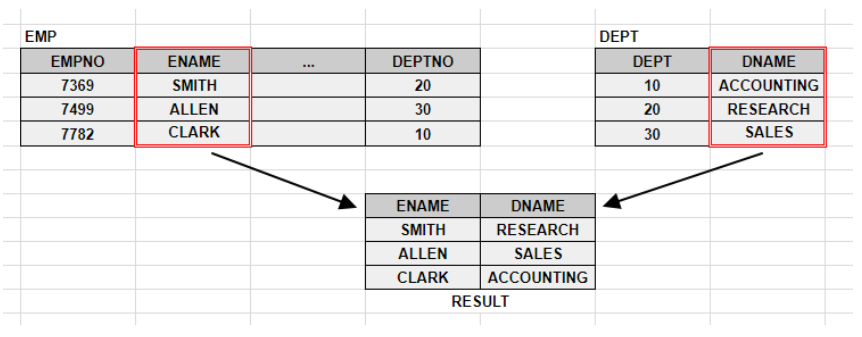 EMP DEPT
EMPNO ENAME ... DEPTNO DEPT DNAME
7369 SMITH 20 10 ACCOUNTING
7499 ALLEN 30 20 RESEARCH
7782 CLARK 10 30 SALES
ENAME DNAME
SMITH RESEARCH
ALLEN SALES
CLARK ACCOUNTING
RESULT